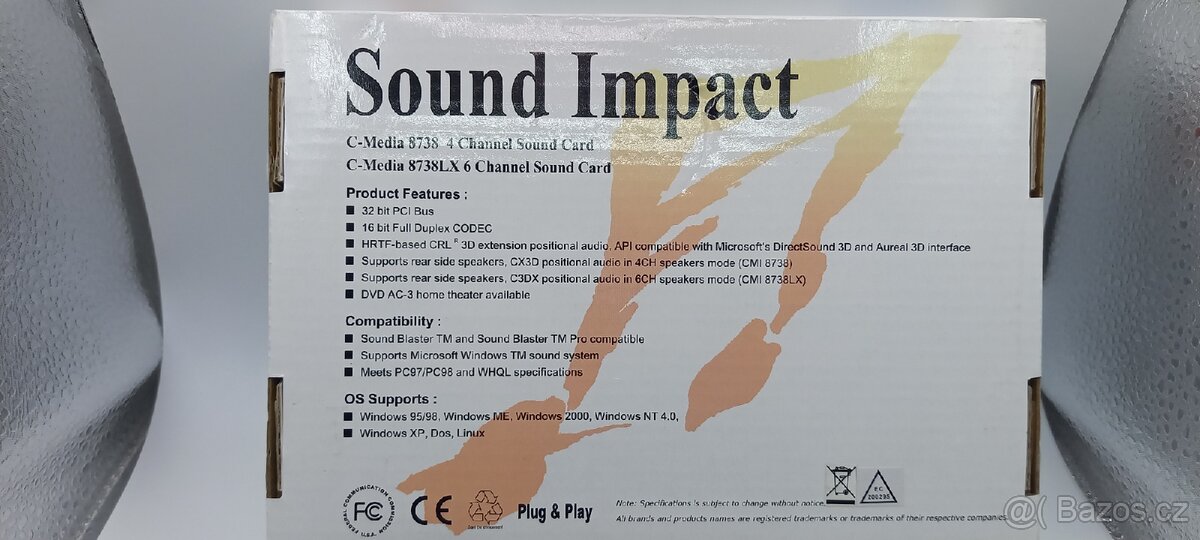 Sound Impact
C-Media 8738 4 Channel Sound Card
C-Media 8738LX 6 Channel Sound Card
Product Features :
■ 32 bit PCI Bus
■ 16 bit Full Duplex CODEC
■ HRTF-based CRL® 3D extension positional audio, API compatible with Microsoft's DirectSound 3D and Aureal 3D interface
■ Supports rear side speakers, CX3D positional audio in 4CH speakers mode (CMI 8738)
■ Supports rear side speakers, C3DX positional audio in 6CH speakers mode (CMI 8738LX)
■ DVD AC-3 home theater available
Compatibility :
■ Sound Blaster TM and Sound Blaster TM Pro compatible
■ Supports Microsoft Windows TM sound system
■ Meets PC97/PC98 and WHQL specifications
OS Supports :
■ Windows 95/98, Windows ME, Windows 2000, Windows NT 4.0,
■ Windows XP, Dos, Linux
FEDERAL COMMUNICATION COMMISSION
FC
U.S.A.
CE
Plug & Play
Note: Specifications is subject to change without notice.
All brands and products names are registered trademarks or trademarks of their respective companies
E.C.
200295
@( Bazos.cz